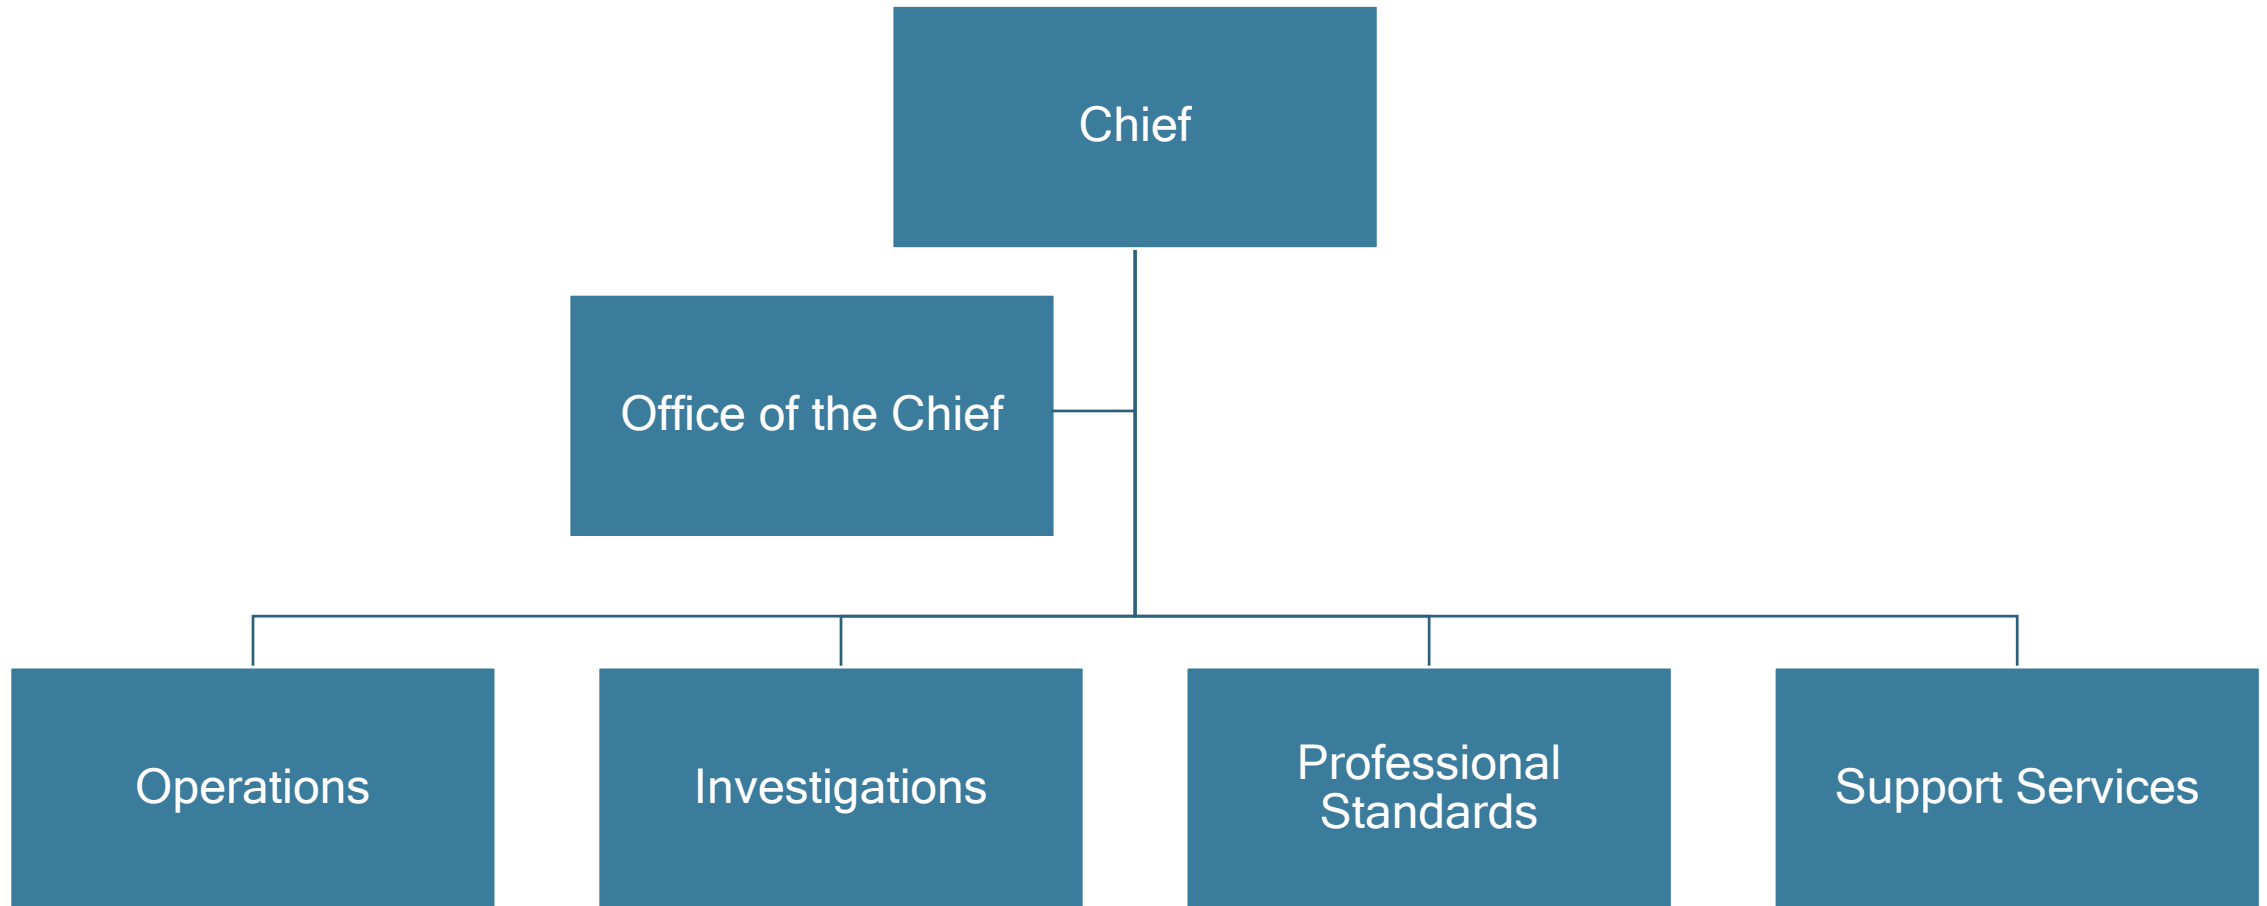 Chief
Office of the Chief
Operations
Investigations
Professional
Standards
Support Services